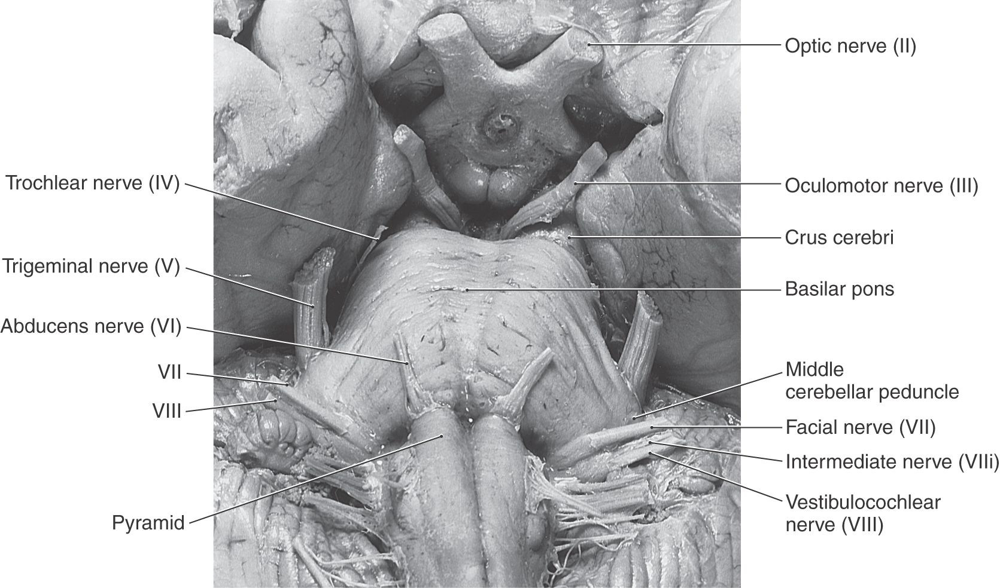 Optic nerve (II)
Trochlear nerve (IV)
Oculomotor nerve (III)
Crus cerebri
Trigeminal nerve (V)
Basilar pons
Abducens nerve (VI)
VII
Middle
cerebellar peduncle
VIII
Facial nerve (VII)
Intermediate nerve (VIIi)
Vestibulocochlear
nerve (VIII)
Pyramid